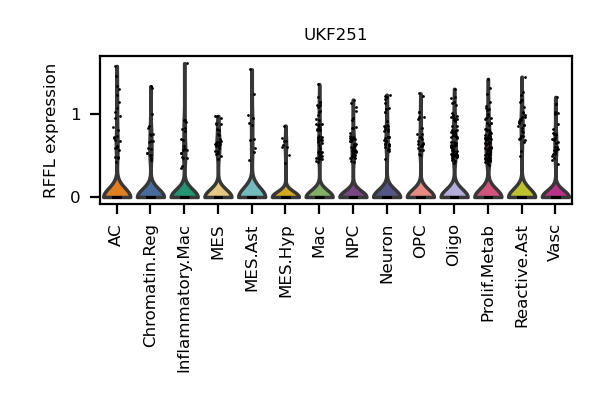 UKF251
RFFL expression
1
0
AC
Chromatin.Reg
Inflammatory.Mac
MES
MES.Ast
MES.Hyp
Mac
NPC
Neuron
OPC
Oligo
Prolif.Metab
Reactive.Ast
Vasc